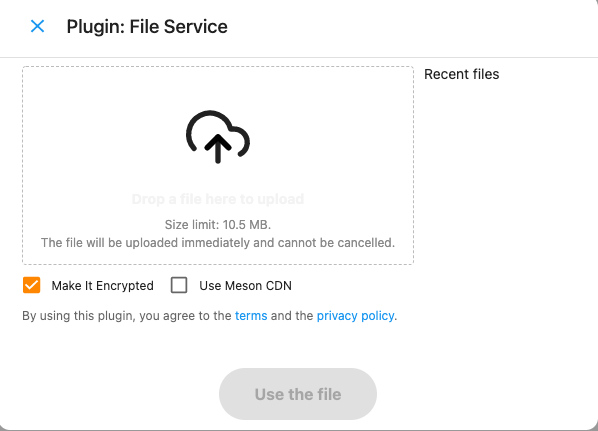 Plugin: File Service
Recent files
Drop a file here to upload
Size limit: 10.5 MB.
The file will be uploaded immediately and cannot be cancelled.
Make It Encrypted
Use Meson CDN
By using this plugin, you agree to the terms and the privacy policy.
Use the file